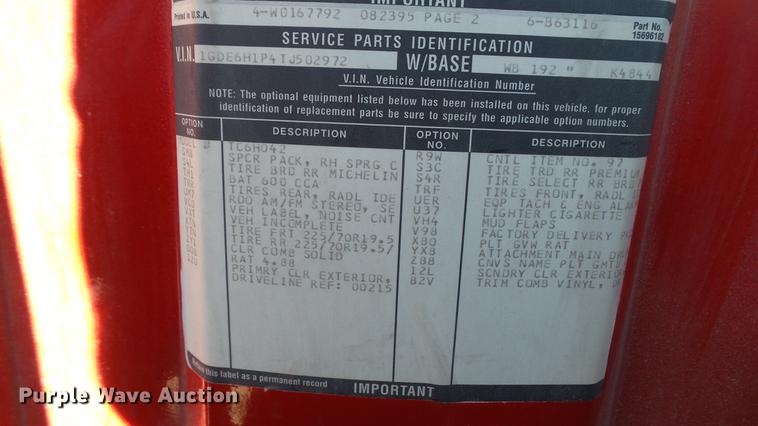 IMPORTANT
Printed in U.S.A. 4-W0167792 082395 PAGE 2 6-B63116 Part No. 15696182
SERVICE PARTS IDENTIFICATION
V.I.N. 1GDE6H1P4TJ502972 W/BASE WB 192 " K4844
V.I.N. Vehicle Identification Number
NOTE: The optional equipment listed below has been installed on this vehicle, for proper
identification of replacement parts be sure to specify the applicable option numbers.
OPTION NO. DESCRIPTION OPTION NO. DESCRIPTION
TC6H042
SPCR PACK, RH SPRG C
TIRE BRD RR MICHELIN
BAT 600 CCA
TIRES REAR, RADL IDE
RDO AM/FM STEREO, SE
VEH LABEL, NOISE CNT
VEH INCOMPLETE
TIRE FRT 225/70R19.5
TIRE RR 225/70R19.5/
CLR COMB SOLID
RAT 4.88
PRIMRY CLR EXTERIOR,
DRIVELINE REF: 00215
R9W CNTL ITEM NO. 97
S3C TIRE TRD RR PREMIUM
S4R TIRE SELECT RR BRD
TRF TIRES FRONT, RADL
UER EQP TACH & ENG
U37 LIGHTER CIGARETTE
VH4 MUD FLAPS
V98 FACTORY DELIVERY
X80 PLT GVW RAT
YX8 ATTACHMENT MAIN
Z88 CNVS NAME PLT GMT
12L SCNDRY CLR EXTERIOR
82V TRIM COMB VINYL,
this label as a permanent record
IMPORTANT
Purple Wave Auction